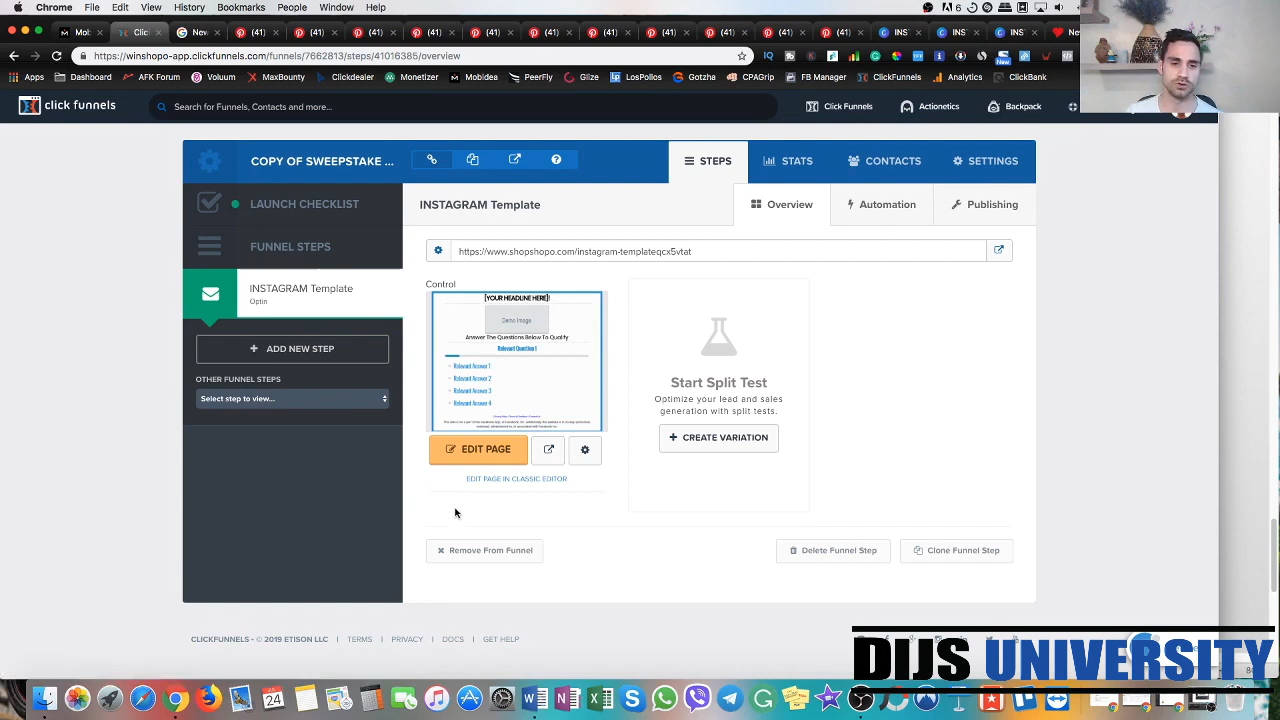 Chrome File Edit View History Bookmarks People Window Help
winshopo-app.clickfunnels.com/funnels/7662813/steps/41016385/overview
Apps Dashboard AFK Forum Voluum MaxBounty Clickdealer Monetizer Mobidea PeerFly Glize LosPollos Gotzha CPAGrip FB Manager ClickFunnels Analytics ClickBank
click funnels
Search for Funnels, Contacts and more...
Click Funnels Actionetics Backpack
COPY OF SWEEPSTAKE ...
STEPS STATS CONTACTS SETTINGS
LAUNCH CHECKLIST
INSTAGRAM Template
Overview Automation Publishing
FUNNEL STEPS
https://www.shopshopo.com/instagram-templateqcx5vtat
INSTAGRAM Template
Optin
Control
[YOUR HEADLINE HERE]!
Demo Image
Answer The Questions Below To Qualify
Relevant Question 1
Relevant Answer 1
Relevant Answer 2
Relevant Answer 3
Relevant Answer 4
ADD NEW STEP
OTHER FUNNEL STEPS
Select step to view...
Start Split Test
Optimize your lead and sales
generation with split tests.
CREATE VARIATION
EDIT PAGE
EDIT PAGE IN CLASSIC EDITOR
Remove From Funnel
Delete Funnel Step
Clone Funnel Step
CLICKFUNNELS - © 2019 ETISON LLC | TERMS | PRIVACY | DOCS | GET HELP
DIJS UNIVERSITY